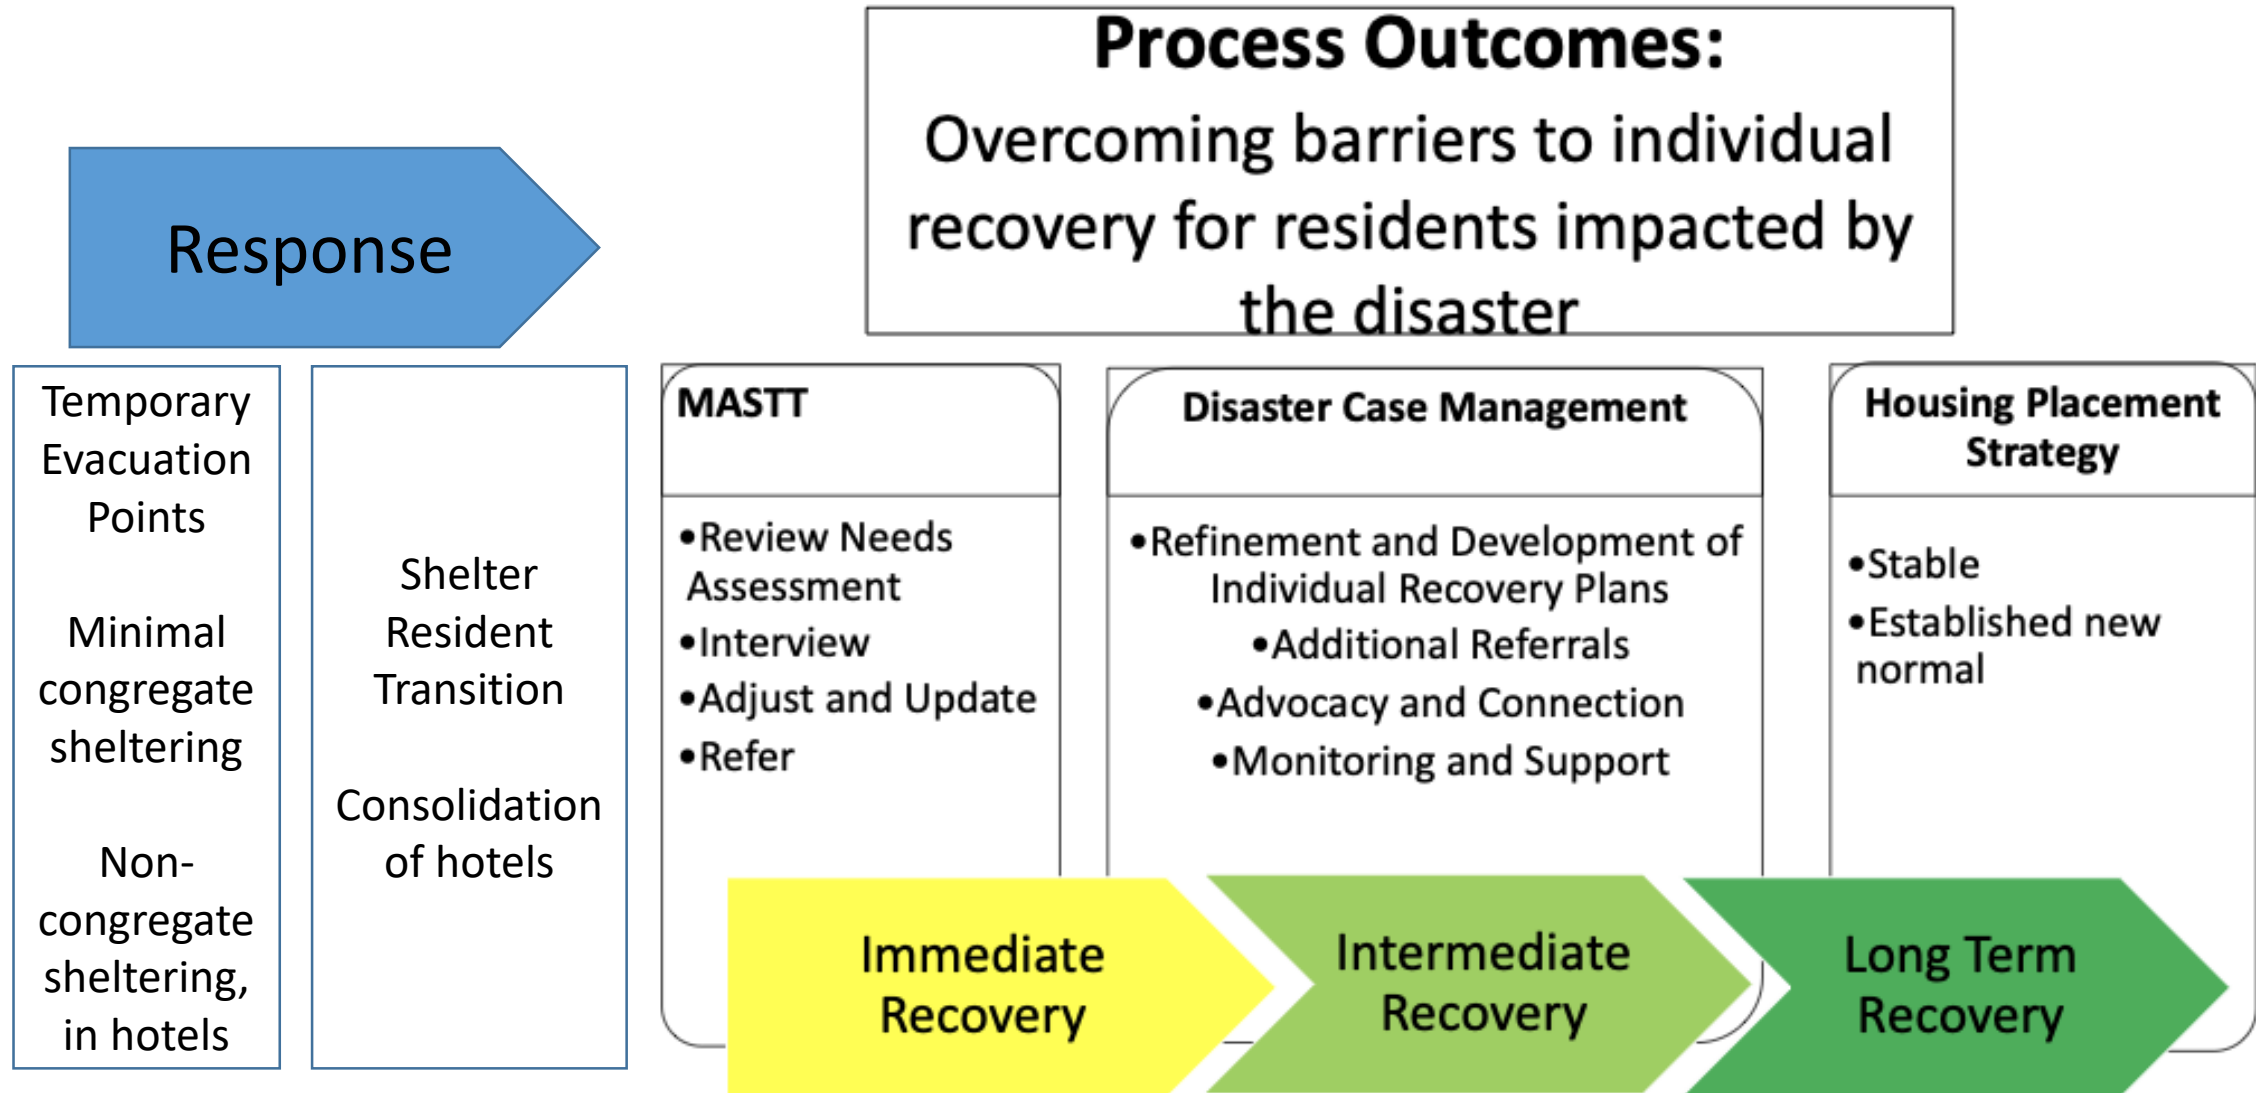 Process Outcomes:
Overcoming barriers to individual
recovery for residents impacted by
the disaster
Response
Temporary
Evacuation
Points
Minimal
congregate
sheltering
Non-
congregate
sheltering,
in hotels
Shelter
Resident
Transition
Consolidation
of hotels
MASTT
•Review Needs
Assessment
•Interview
•Adjust and Update
•Refer
Disaster Case Management
•Refinement and Development of
Individual Recovery Plans
•Additional Referrals
•Advocacy and Connection
•Monitoring and Support
Housing Placement
Strategy
•Stable
•Established new
normal
Immediate
Recovery
Intermediate
Recovery
Long Term
Recovery